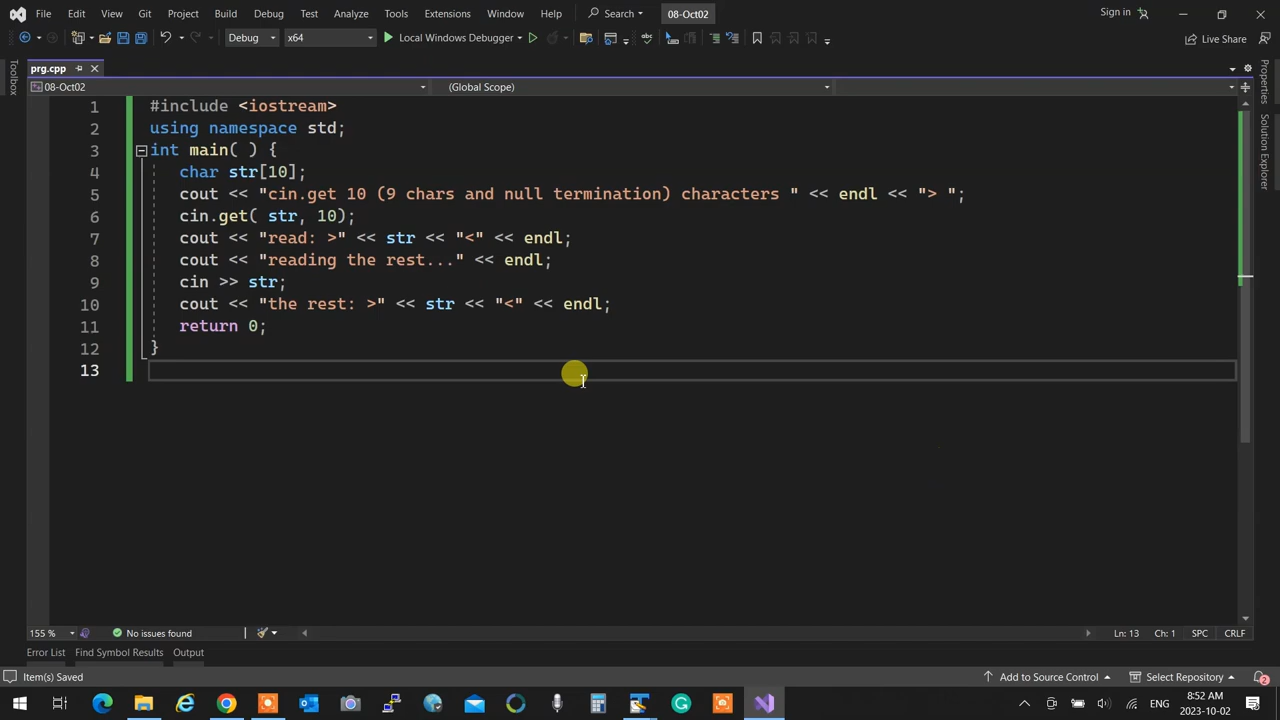 File Edit View Git Project Build Debug Test Analyze Tools Extensions Window Help Search 08-Oct02 Sign in
Debug x64 Local Windows Debugger Live Share
prg.cpp
08-Oct02 (Global Scope)
Toolbox
Properties
Solution Explorer
1 #include <iostream>
2 using namespace std;
3 int main( ) {
4 char str[10];
5 cout << "cin.get 10 (9 chars and null termination) characters " << endl << "> ";
6 cin.get( str, 10);
7 cout << "read: >" << str << "<" << endl;
8 cout << "reading the rest..." << endl;
9 cin >> str;
10 cout << "the rest: >" << str << "<" << endl;
11 return 0;
12 }
13
155 % No issues found Ln: 13 Ch: 1 SPC CRLF
Error List Find Symbol Results Output
Item(s) Saved Add to Source Control Select Repository 2
8:52 AM
ENG
2023-10-02